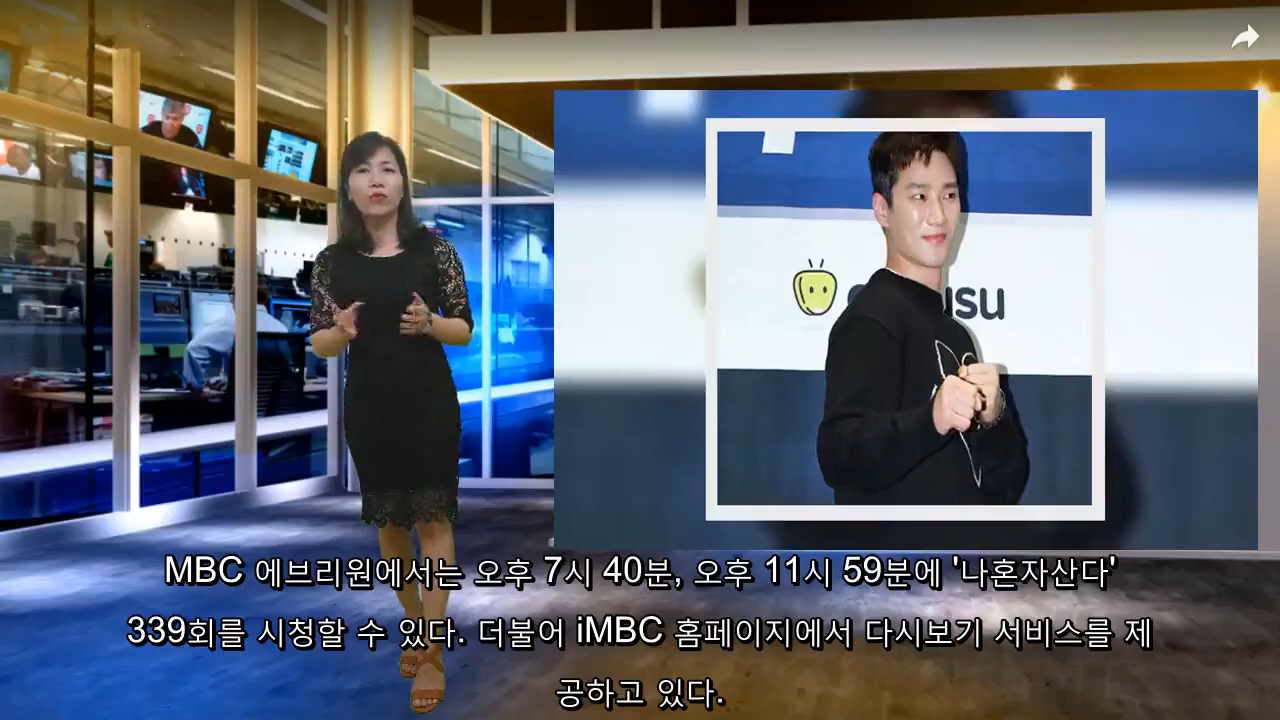 usu
MBC 에브리원에서는 오후 7시 40분, 오후 11시 59분에 '나혼자산다'
339회를 시청할 수 있다. 더불어 iMBC 홈페이지에서 다시보기 서비스를 제
공하고 있다.